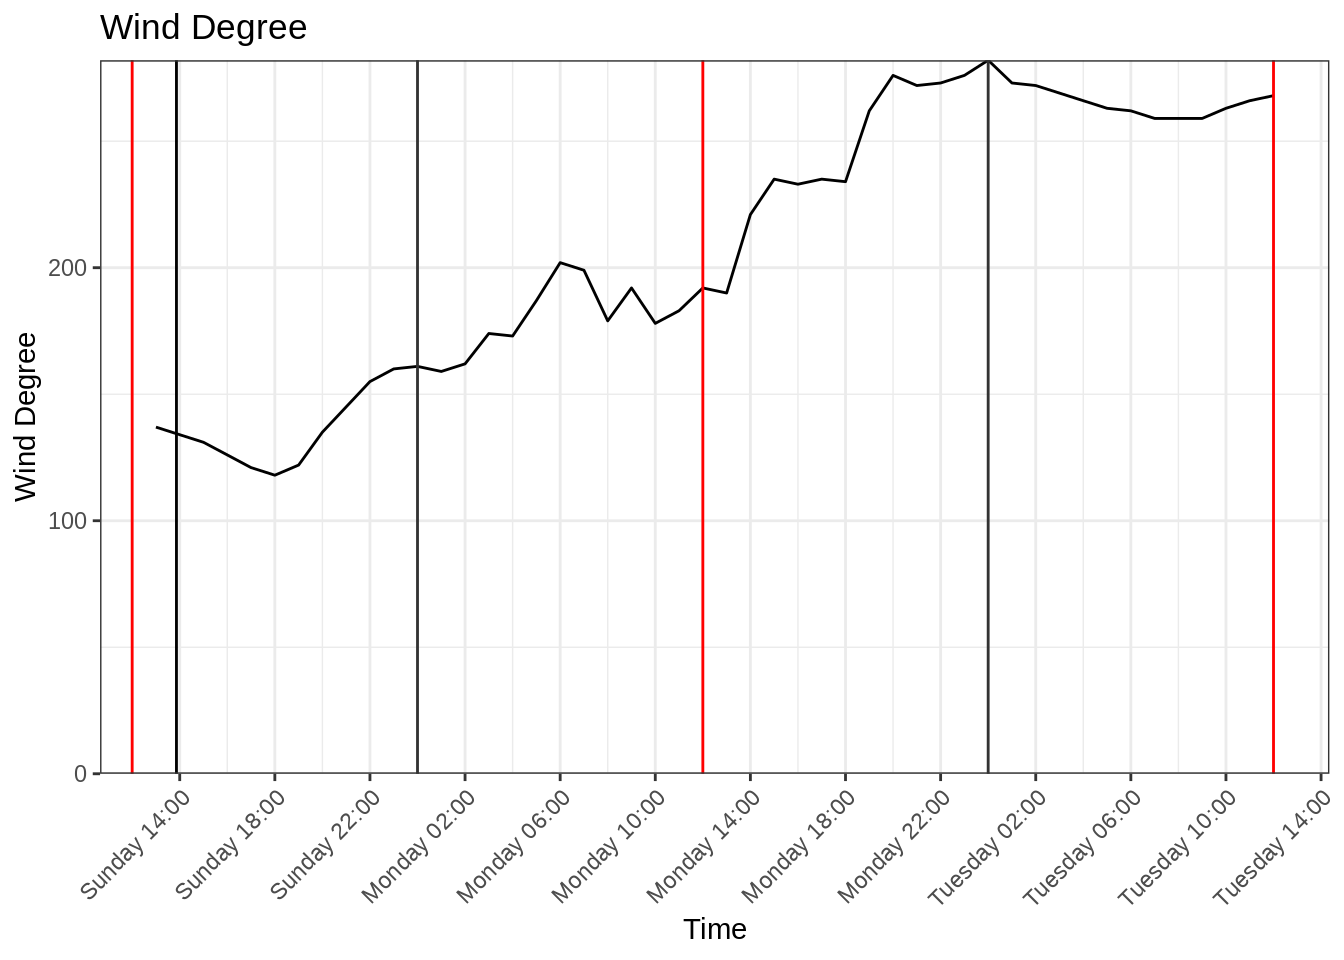 Wind Degree
Wind Degree
200
100
0
Sunday 14:00
Sunday 18:00
Sunday 22:00
Monday 02:00
Monday 06:00
Monday 10:00
Monday 14:00
Monday 18:00
Monday 22:00
Tuesday 02:00
Tuesday 06:00
Tuesday 10:00
Tuesday 14:00
Time